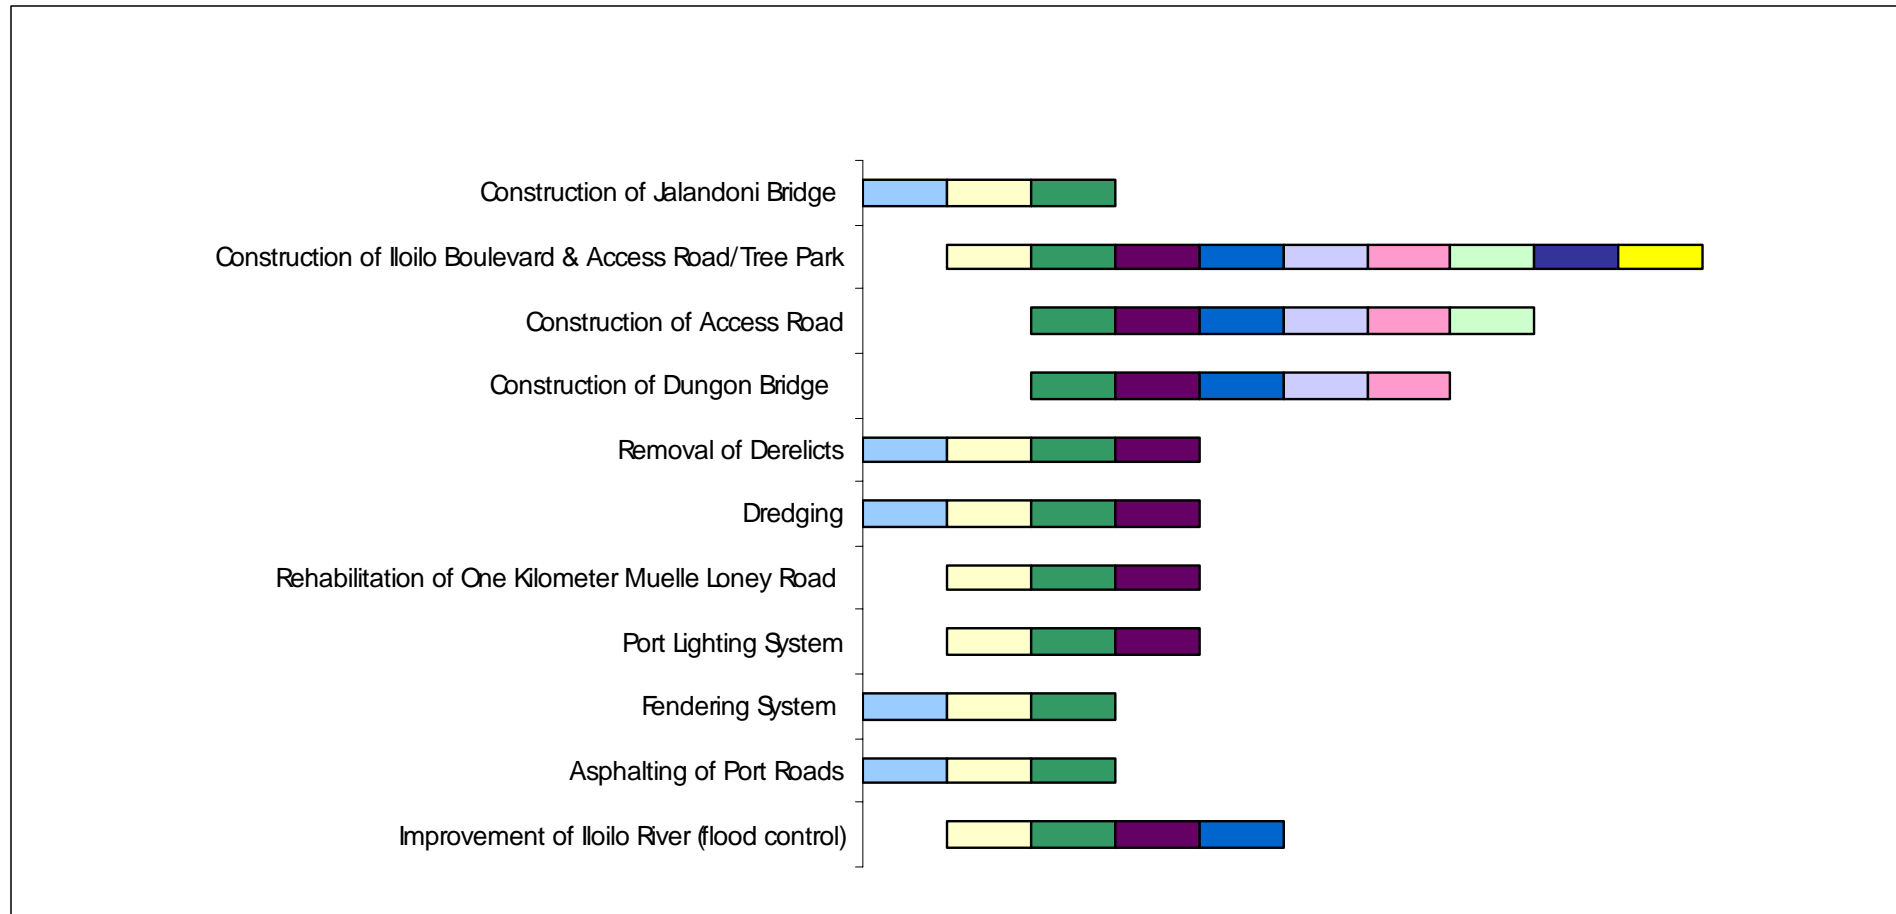 Construction of Jalandoni Bridge
Construction of Iloilo Boulevard & Access Road/Tree Park
Construction of Access Road
Construction of Dungon Bridge
Removal of Derelicts
Dredging
Rehabilitation of One Kilometer Muelle Loney Road
Port Lighting System
Fendering System
Asphalting of Port Roads
Improvement of Iloilo River (flood control)